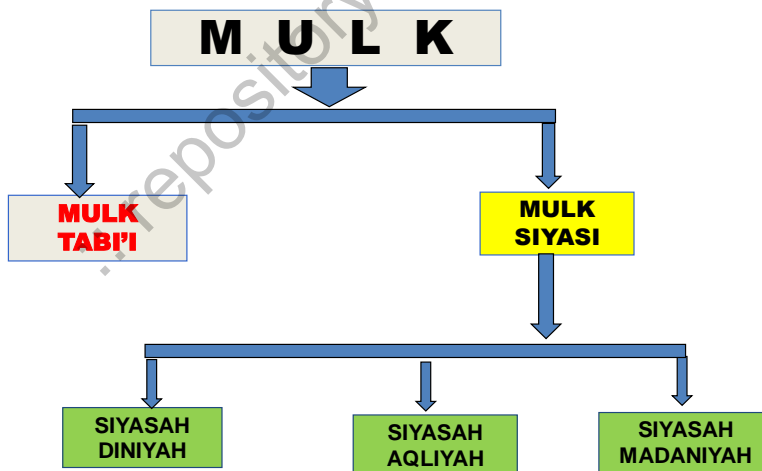 M U L K
: repository
MULK
TABI'I
MULK
SIYASI
SIYASAH
DINIYAH
SIYASAH
AQLIYAH
SIYASAH
MADANIYAH